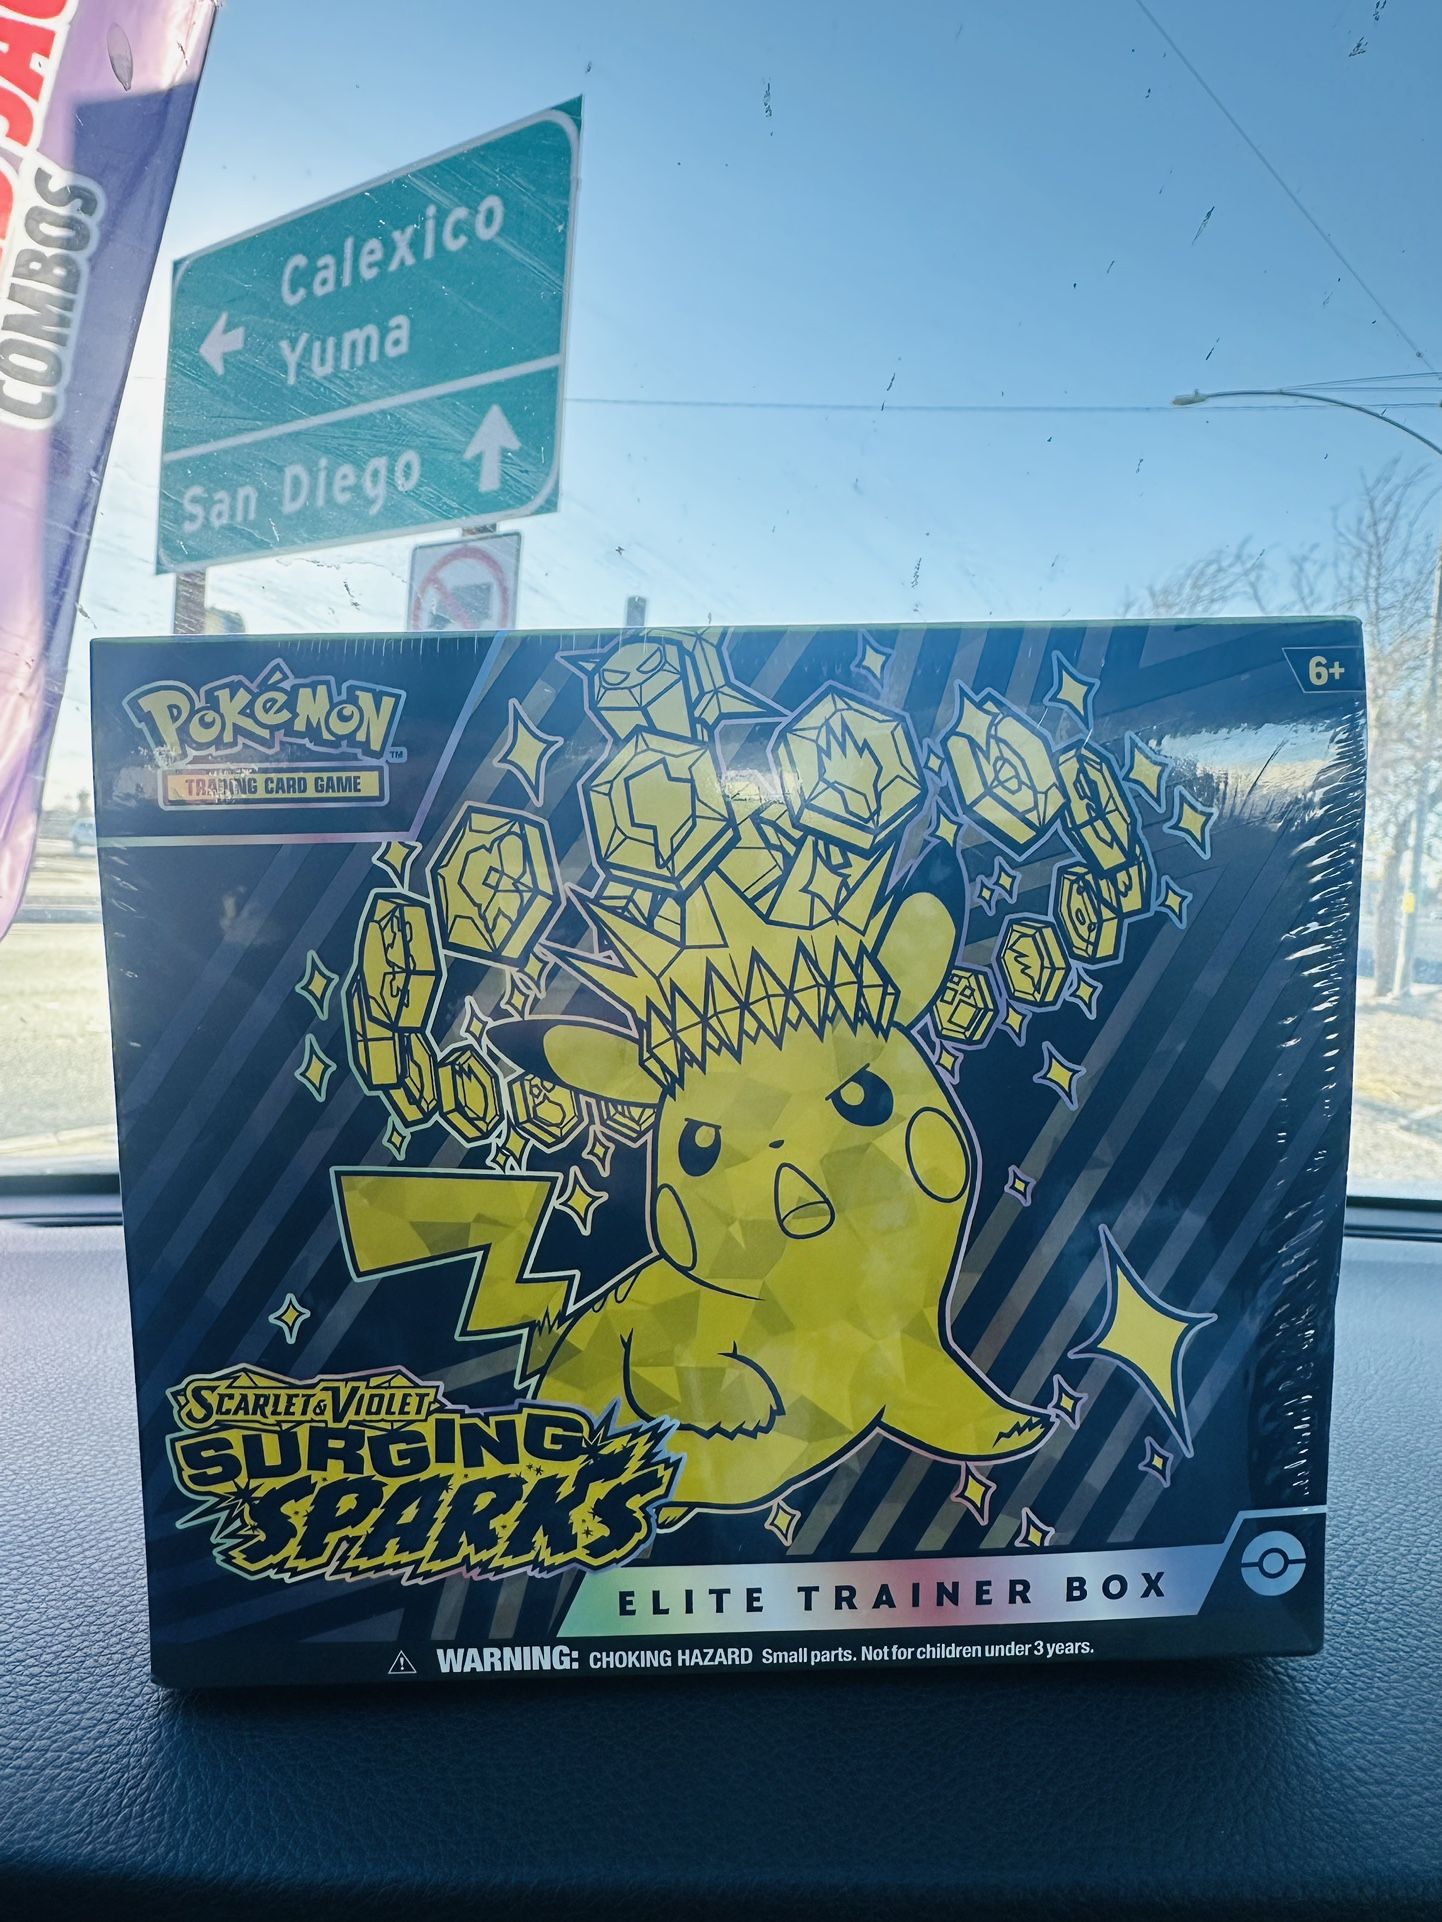 COMBOS
Calexico
Yuma
San Diego
POKéMON
TM
TRADING CARD GAME
6+
SCARLET & VIOLET
SURGING
SPARKS
ELITE TRAINER BOX
WARNING: CHOKING HAZARD Small parts. Not for children under 3 years.